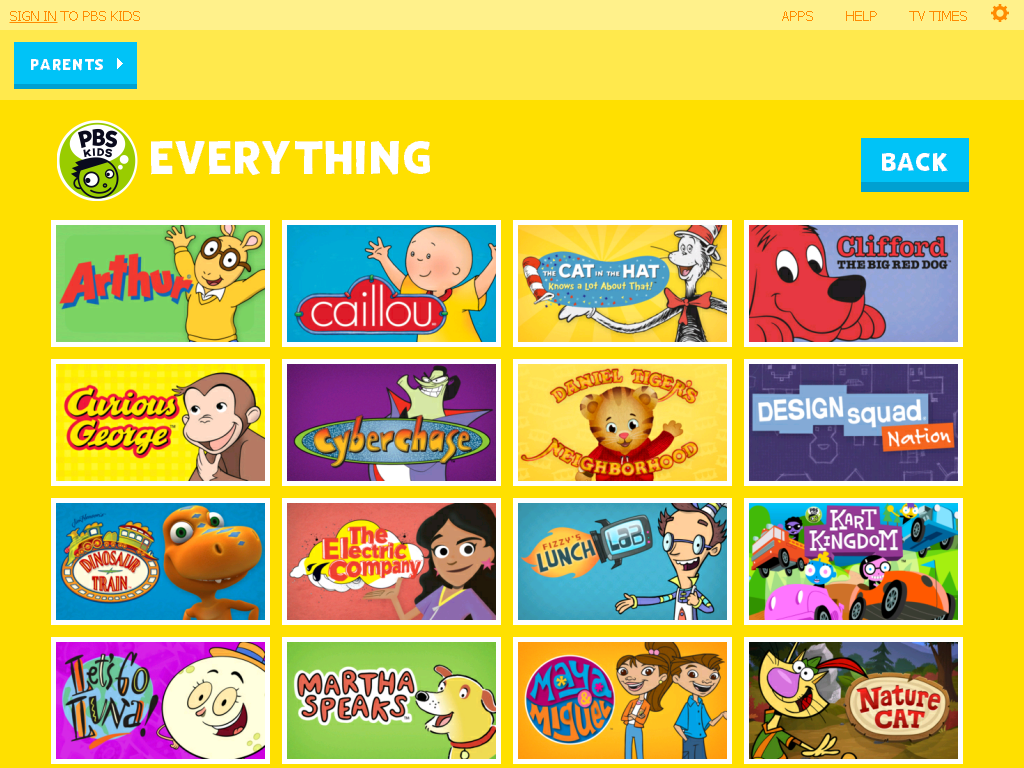 SIGN IN TO PBS KIDS
APPS HELP TV TIMES
PARENTS
PBS
KIDS
EVERYTHING
BACK
Arthur
caillou
THE CAT IN THE HAT
Knows a Lot About That!
Clifford
THE BIG RED DOG
Curious
George
Cyberchase
DANIEL TIGER'S
NEIGHBORHOOD
DESIGN squad
Nation
DINOSAUR
TRAIN
The
Electric
Company
FIZZY'S
LUNCH LAB
KART
KINGDOM
Let's Go
Luna!
MARTHA
SPEAKS
Maya
&
Miguel
NATURE
CAT